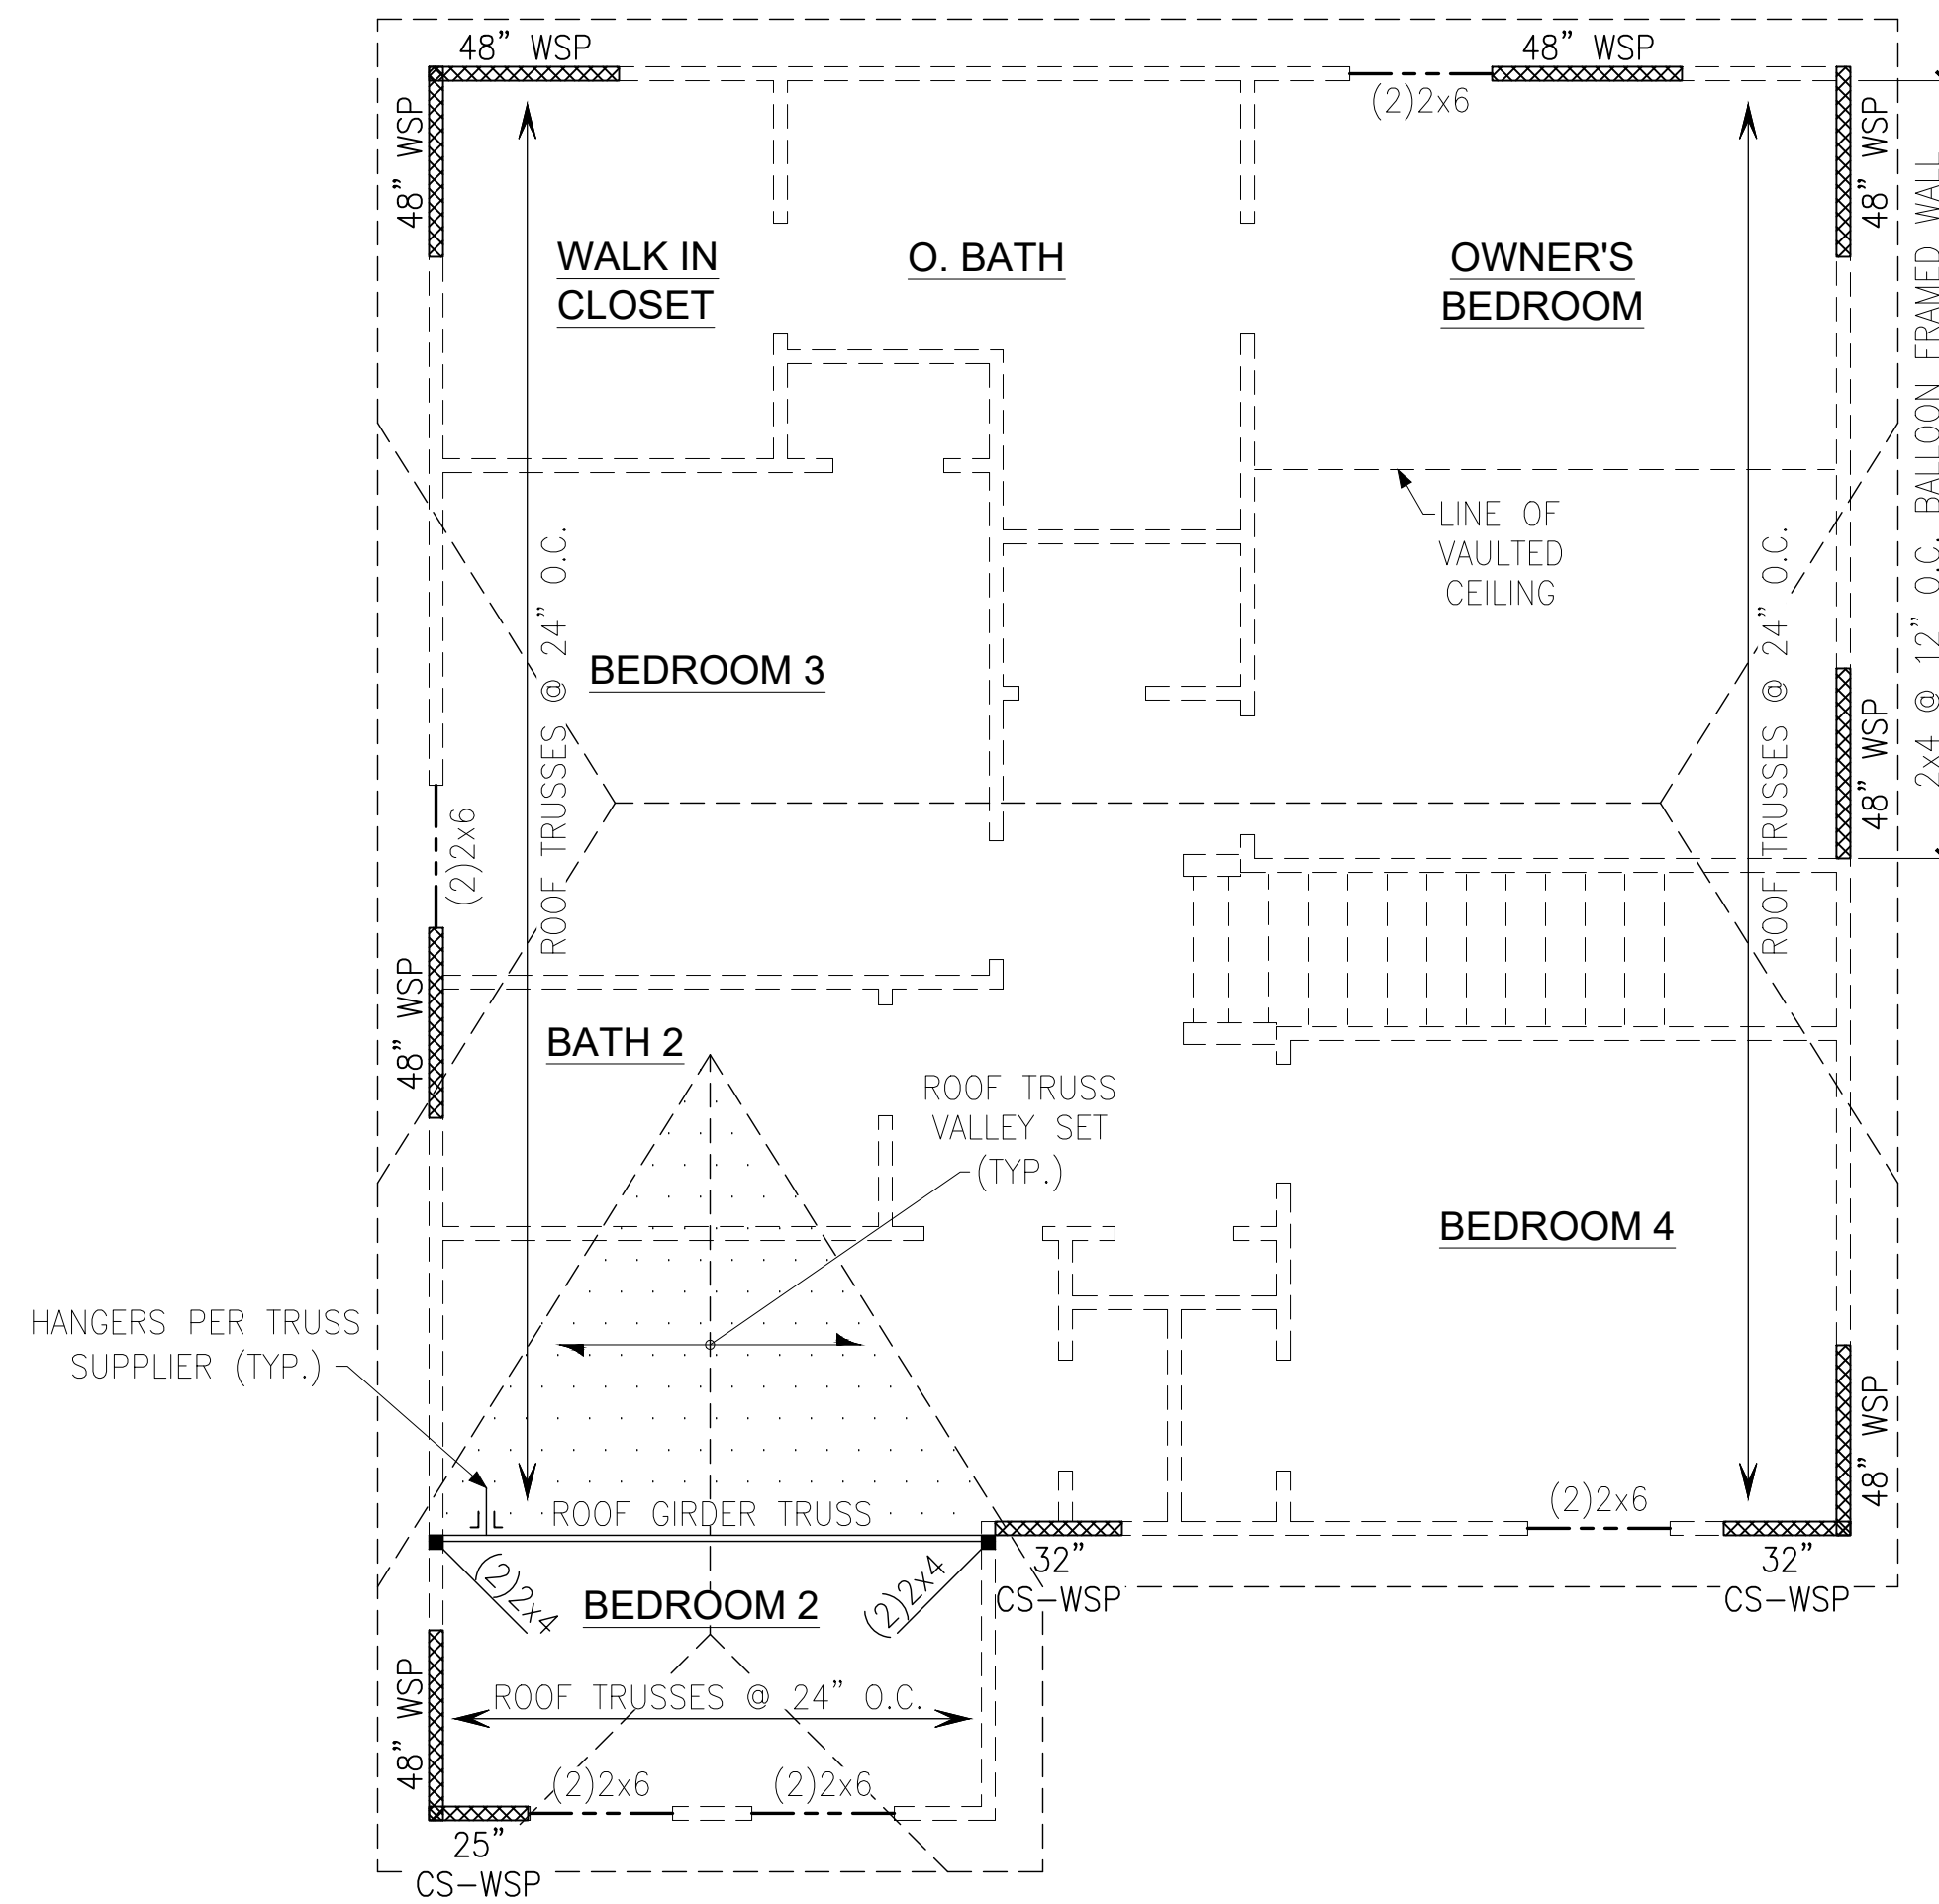 48” WSP
48” WSP
(2)2x6
48” WSP
48” WSP
WALK IN
CLOSET
O. BATH
OWNER'S
BEDROOM
2x4 @ 12” O.C. BALLOON FRAMED WALL
LINE OF
VAULTED
CEILING
ROOF TRUSSES @ 24” O.C.
ROOF TRUSSES @ 24” O.C.
BEDROOM 3
48” WSP
(2)2x6
48” WSP
BATH 2
ROOF TRUSS
VALLEY SET
(TYP.)
BEDROOM 4
HANGERS PER TRUSS
SUPPLIER (TYP.)
48” WSP
(2)2x6
ROOF GIRDER TRUSS
32”
CS-WSP
32”
CS-WSP
(2)2x4
(2)2x4
BEDROOM 2
48” WSP
ROOF TRUSSES @ 24” O.C.
(2)2x6
(2)2x6
25”
CS-WSP